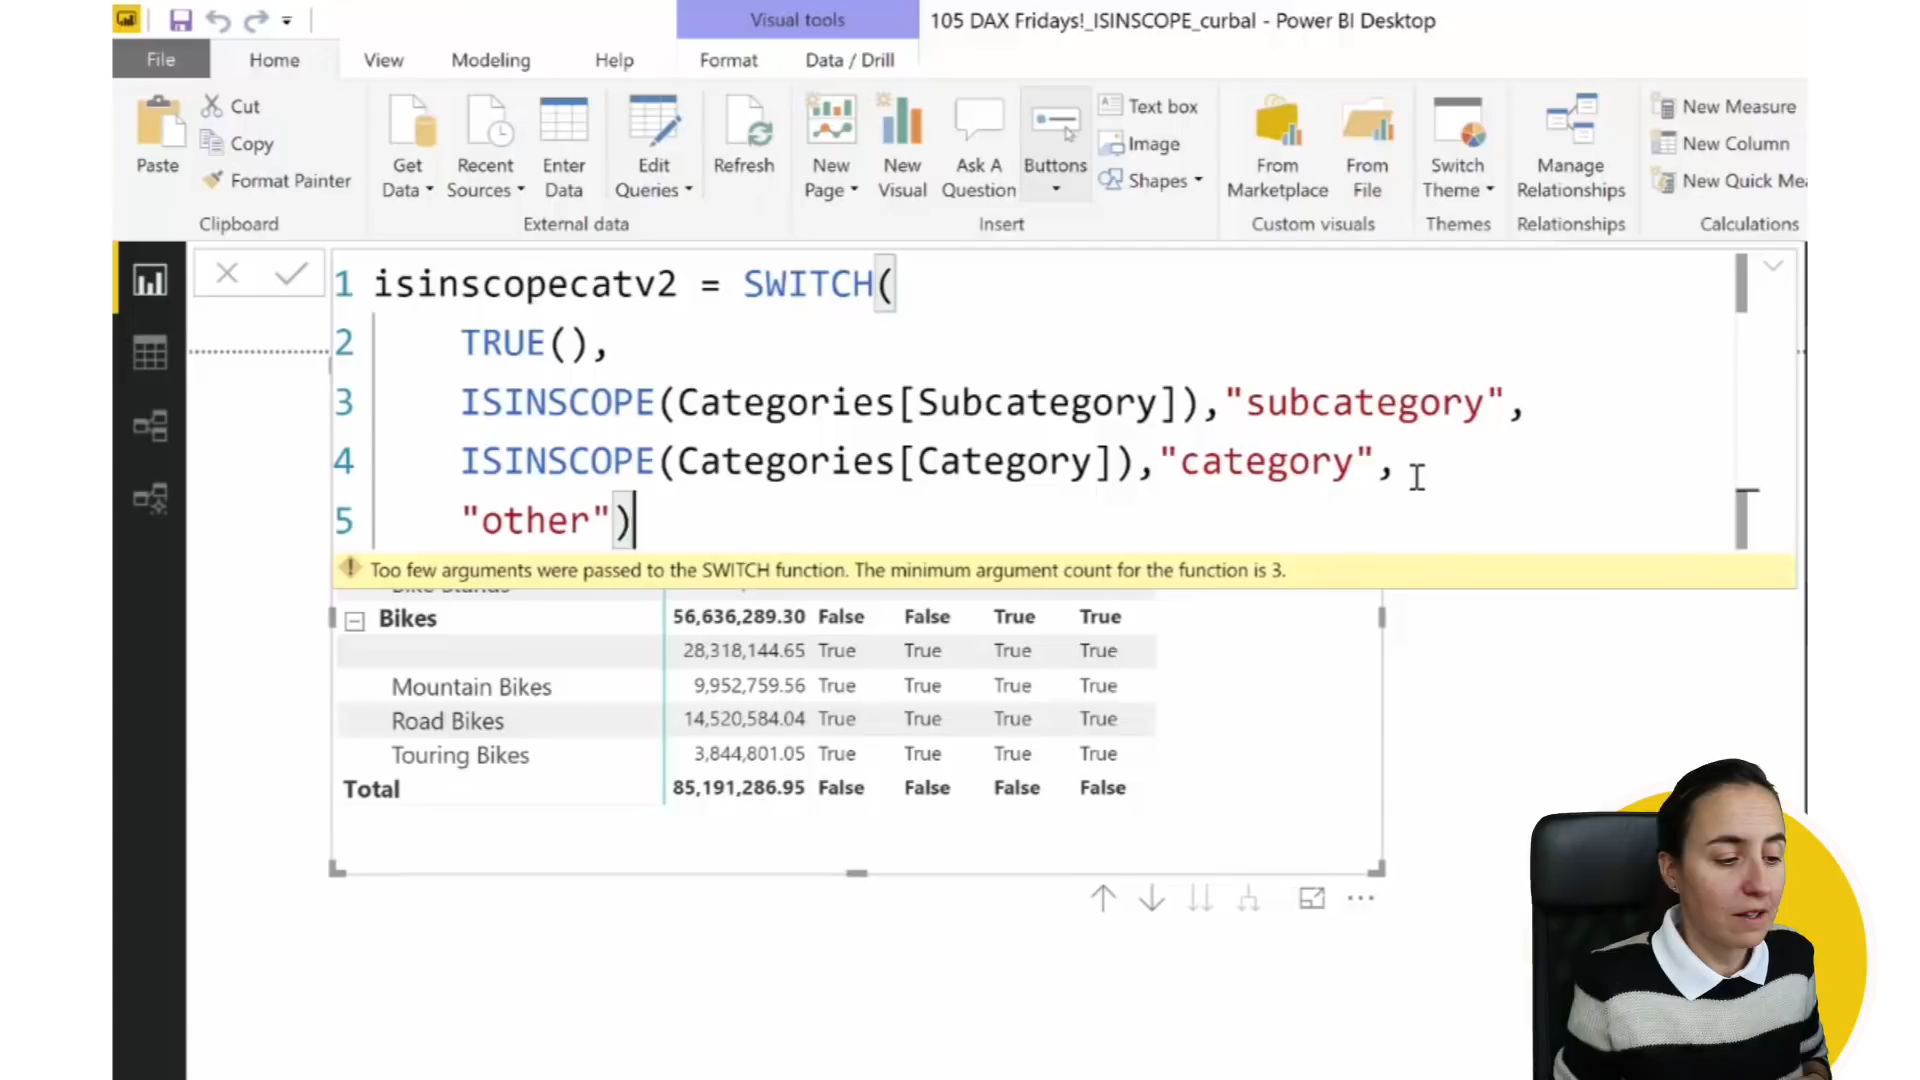 Visual tools
105 DAX Fridays!_ISINSCOPE_curbal - Power BI Desktop
File
Home
View
Modeling
Help
Format
Data / Drill
Paste
Cut
Copy
Format Painter
Clipboard
Get Data
Recent Sources
Enter Data
Edit Queries
Refresh
External data
New Page
New Visual
Ask A Question
Buttons
Text box
Image
Shapes
Insert
From Marketplace
From File
Custom visuals
Switch Theme
Themes
Manage Relationships
Relationships
New Measure
New Column
New Quick Mea
Calculations
1 isinscopecatv2 = SWITCH(
2 TRUE(),
3 ISINSCOPE(Categories[Subcategory]),"subcategory",
4 ISINSCOPE(Categories[Category]),"category",
5 "other")
Too few arguments were passed to the SWITCH function. The minimum argument count for the function is 3.
Bikes 56,636,289.30 False False True True
28,318,144.65 True True True True
Mountain Bikes 9,952,759.56 True True True True
Road Bikes 14,520,584.04 True True True True
Touring Bikes 3,844,801.05 True True True True
Total 85,191,286.95 False False False False